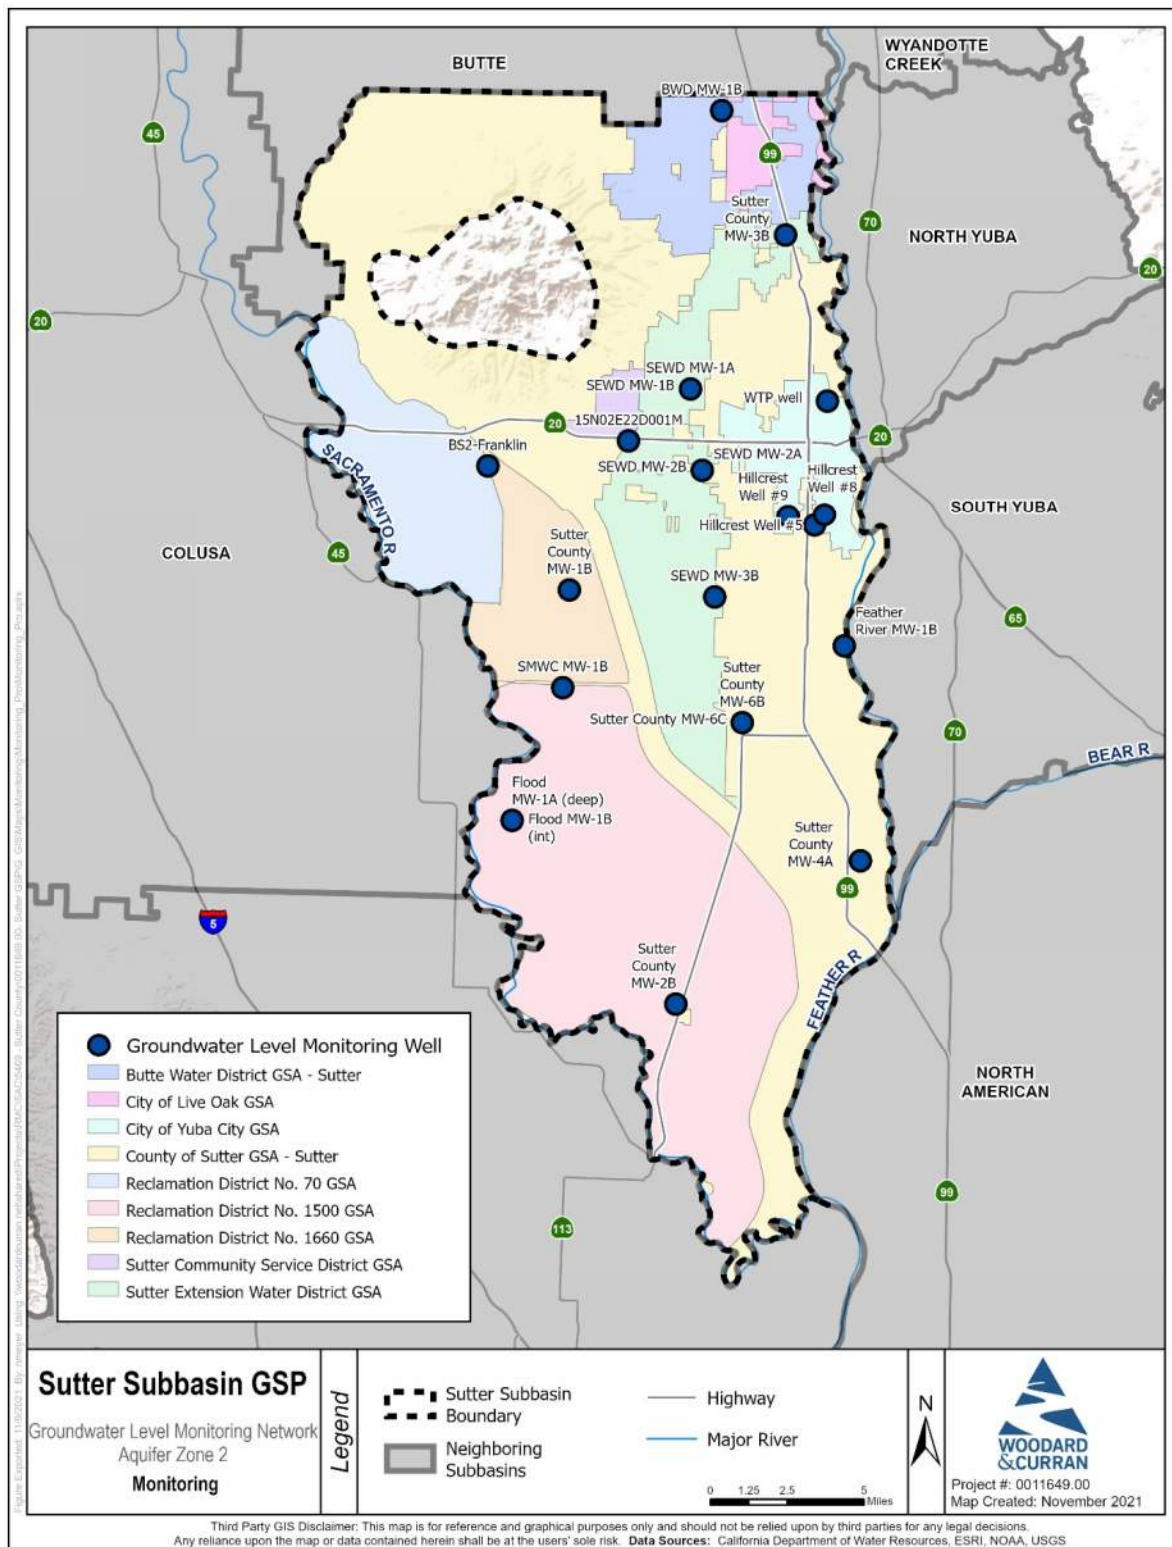 BUTTE
WYANDOTTE
CREEK
BWD MW-1B
45
99
70
Sutter
County
MW-3B
NORTH YUBA
20
20
SEWD MW-1A
SEWD MW-1B
WTP well
15N02E22D001M
20
20
BS2-Franklin
SEWD MW-2A
SEWD MW-2B
Hillcrest
Well #9
Hillcrest
Well #8
Hillcrest Well #5
SACRAMENTO R
SOUTH YUBA
COLUSA
45
Sutter
County
MW-1B
SEWD MW-3B
Feather
River MW-1B
65
SMWC MW-1B
Sutter
County
MW-6B
Sutter County MW-6C
70
BEAR R
Flood
MW-1A (deep)
Flood MW-1B
(int)
Sutter
County
MW-4A
99
5
Sutter
County
MW-2B
FEATHER R
NORTH
AMERICAN
99
113
Groundwater Level Monitoring Well
Butte Water District GSA - Sutter
City of Live Oak GSA
City of Yuba City GSA
County of Sutter GSA - Sutter
Reclamation District No. 70 GSA
Reclamation District No. 1500 GSA
Reclamation District No. 1660 GSA
Sutter Community Service District GSA
Sutter Extension Water District GSA
Sutter Subbasin GSP
Groundwater Level Monitoring Network
Aquifer Zone 2
Monitoring
Legend
Sutter Subbasin
Boundary
Neighboring
Subbasins
Highway
Major River
0 1.25 2.5 5
Miles
N
WOODARD
&CURRAN
Project #: 0011649.00
Map Created: November 2021
Third Party GIS Disclaimer: This map is for reference and graphical purposes only and should not be relied upon by third parties for any legal decisions.
Any reliance upon the map or data contained herein shall be at the users' sole risk. Data Sources: California Department of Water Resources, ESRI, NOAA, USGS